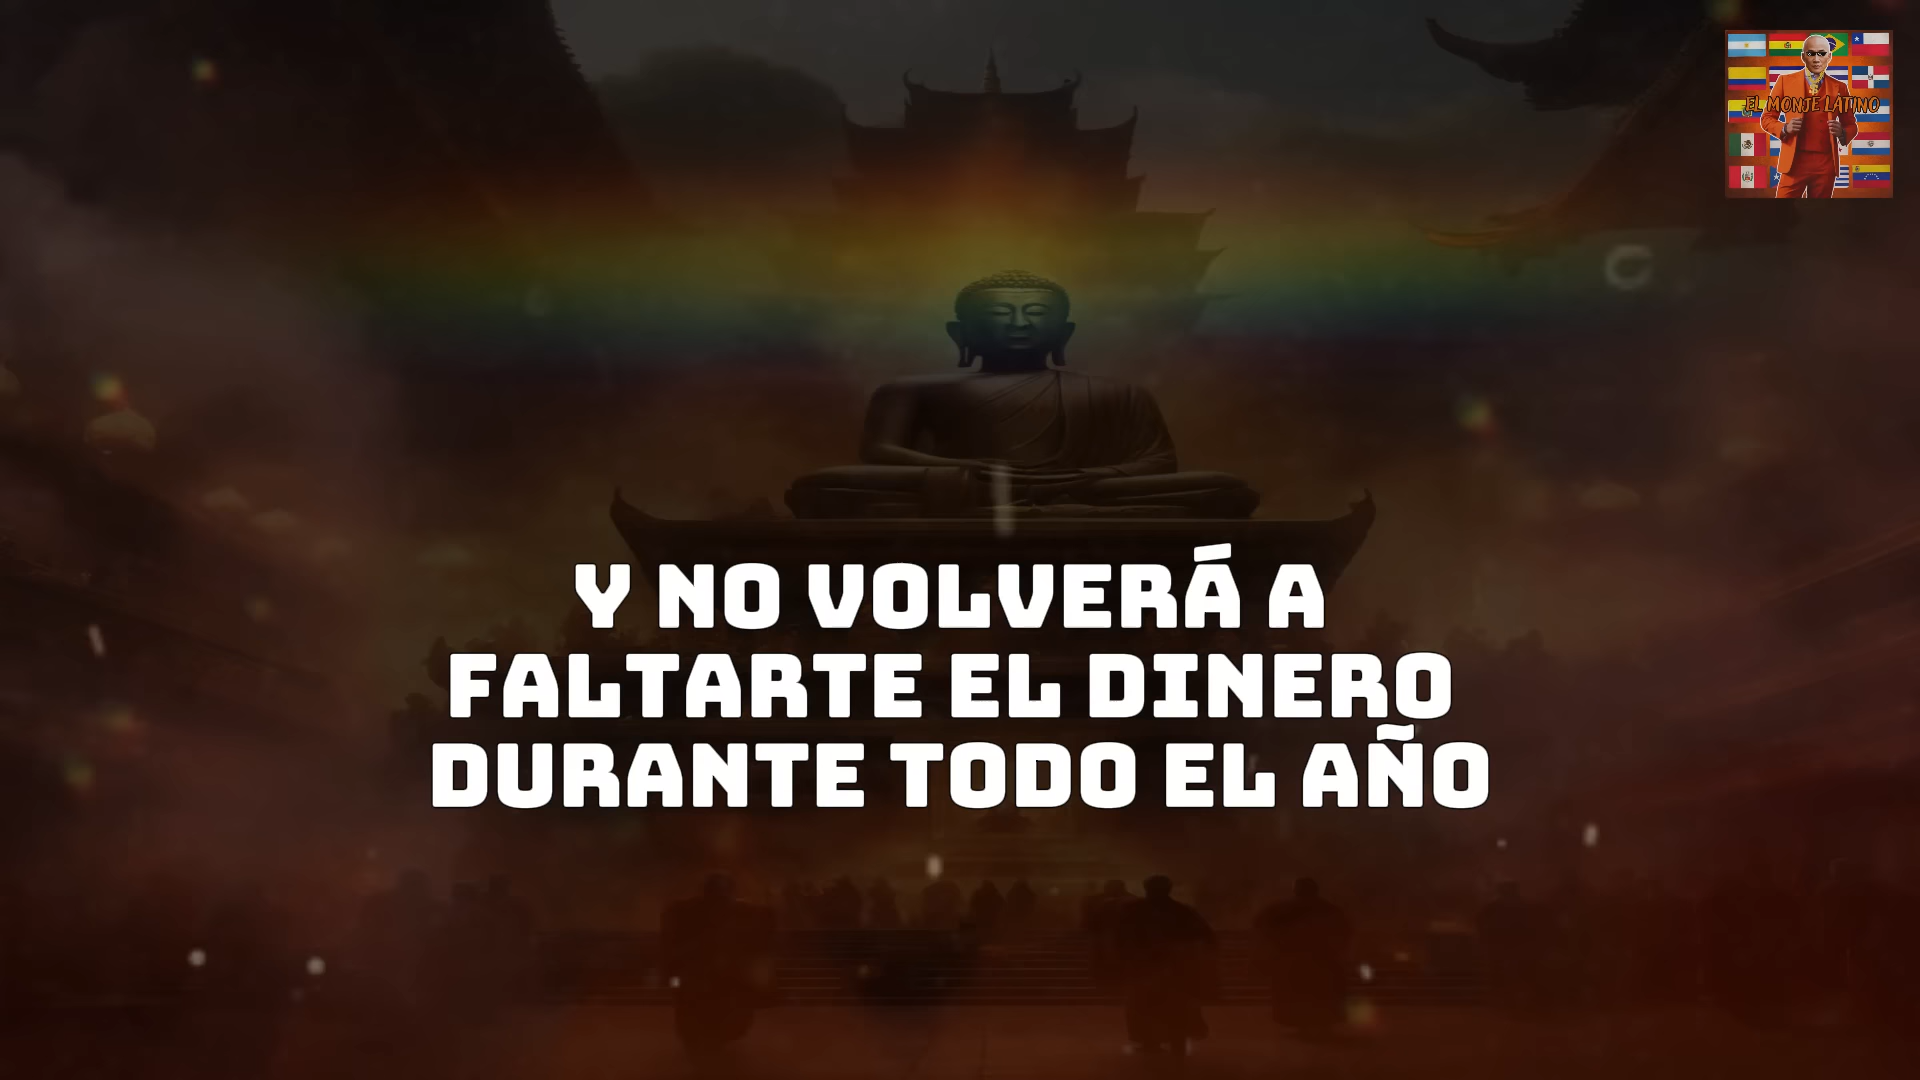 EL MONJE LATINO
Y NO VOLVERÁ A
FALTARTE EL DINERO
DURANTE TODO EL AÑO